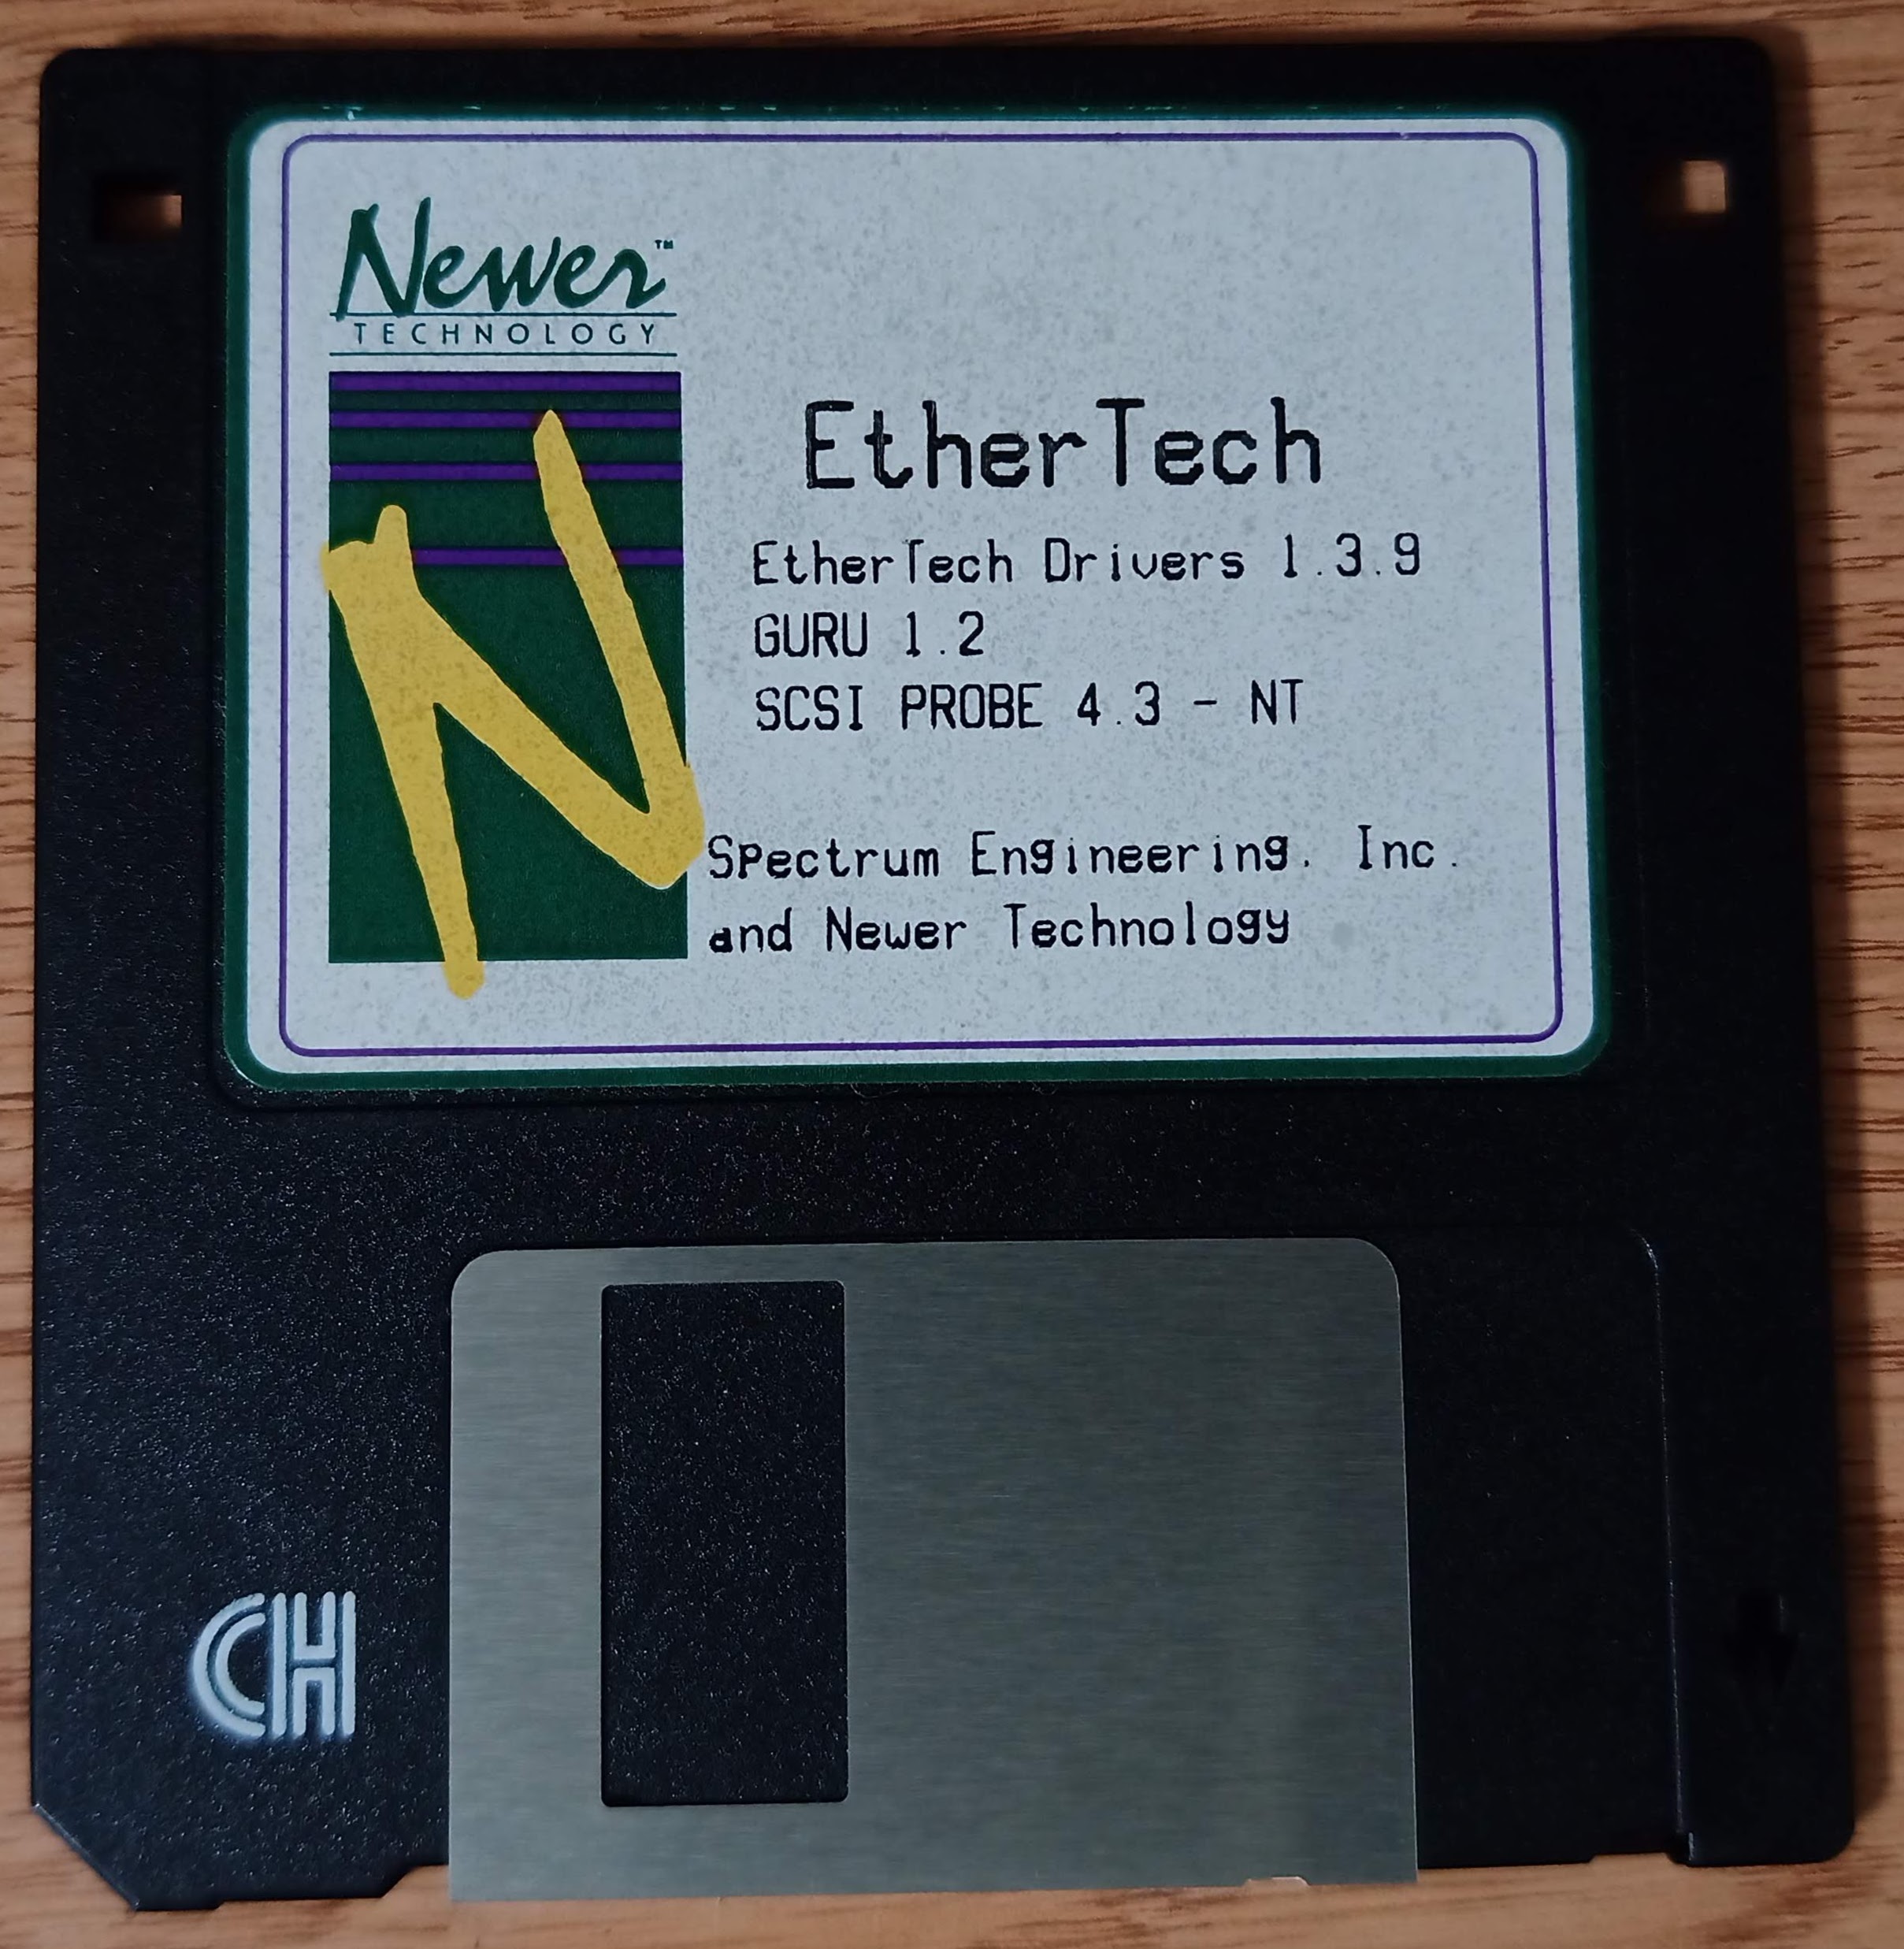 Newer™
TECHNOLOGY
N
EtherTech
EtherTech Drivers 1.3.9
GURU 1.2
SCSI PROBE 4.3 - NT
Spectrum Engineering. Inc.
and Newer Technology
CH